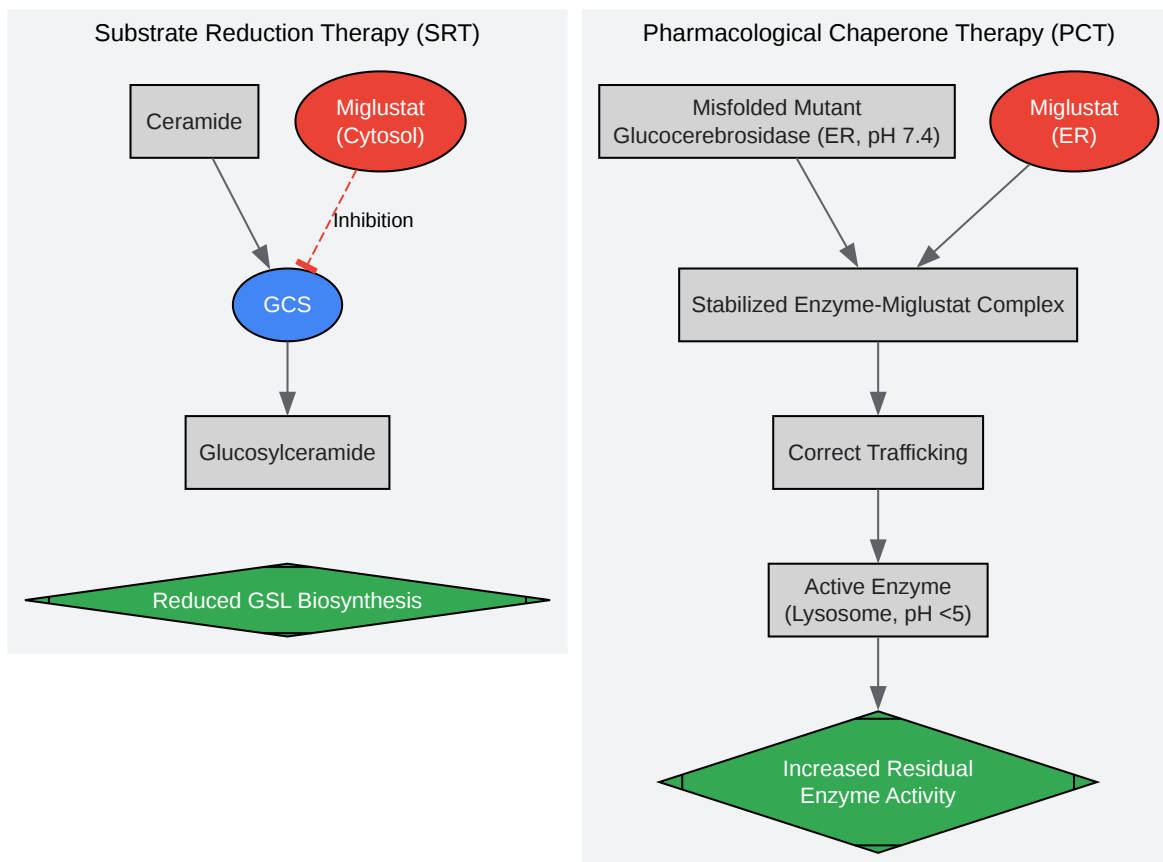 Substrate Reduction Therapy (SRT)
Ceramide
Miglustat
(Cytosol)
Inhibition
GCS
Glucosylceramide
Reduced GSL Biosynthesis
Pharmacological Chaperone Therapy (PCT)
Misfolded Mutant
Glucocerebrosidase (ER, pH 7.4)
Miglustat
(ER)
Stabilized Enzyme-Miglustat Complex
Correct Trafficking
Active Enzyme
(Lysosome, pH <5)
Increased Residual
Enzyme Activity